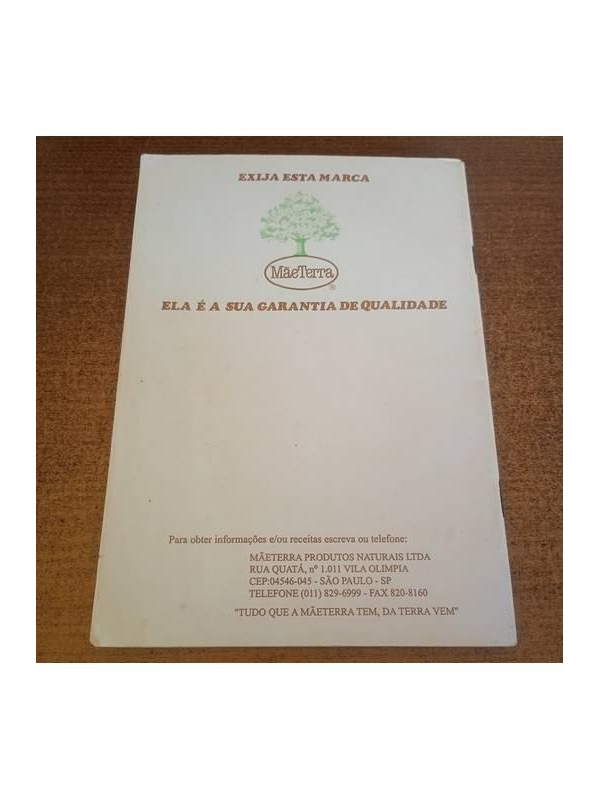 EXIJA ESTA MARCA
MãeTerra
®
ELA É A SUA GARANTIA DE QUALIDADE
Para obter informações e/ou receitas escreva ou telefone:
MÃETERRA PRODUTOS NATURAIS LTDA
RUA QUATÁ, nº 1.011 VILA OLIMPIA
CEP:04546-045 - SÃO PAULO - SP
TELEFONE (011) 829-6999 - FAX 820-8160
"TUDO QUE A MÃETERRA TEM, DA TERRA VEM"